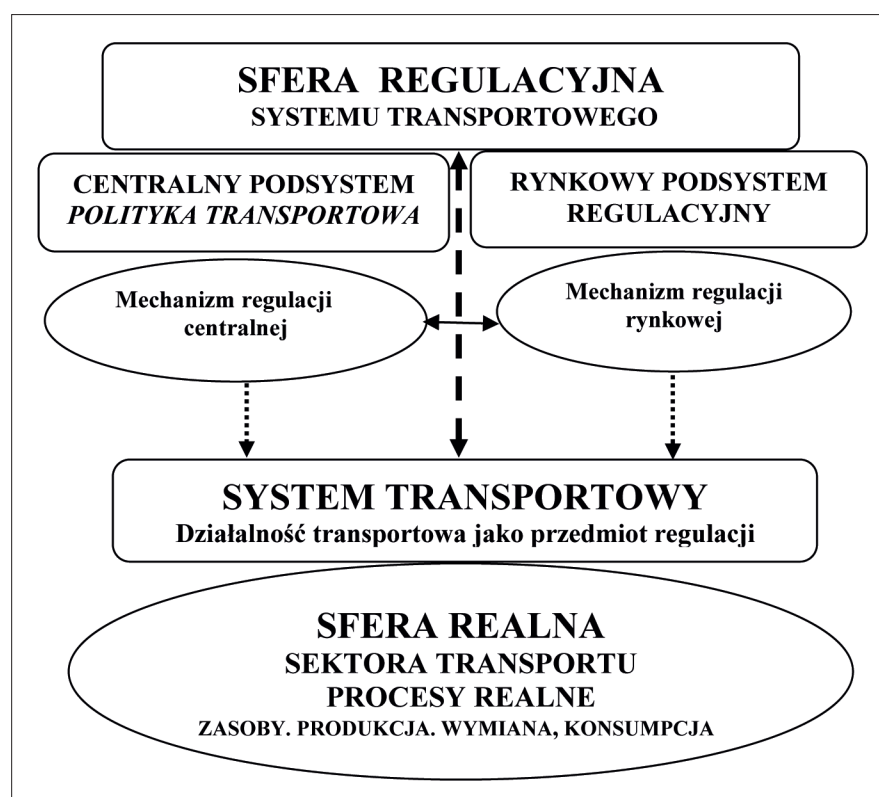 SFERA REGULACYJNA
SYSTEMU TRANSPORTOWEGO
CENTRALNY PODSYSTEM
POLITYKA TRANSPORTOWA
RYNKOWY PODSYSTEM
REGULACYJNY
Mechanizm regulacji
centralnej
Mechanizm regulacji
rynkowej
SYSTEM TRANSPORTOWY
Działalność transportowa jako przedmiot regulacji
SFERA REALNA
SEKTORA TRANSPORTU
PROCESY REALNE
ZASOBY. PRODUKCJA. WYMIANA, KONSUMPCJA